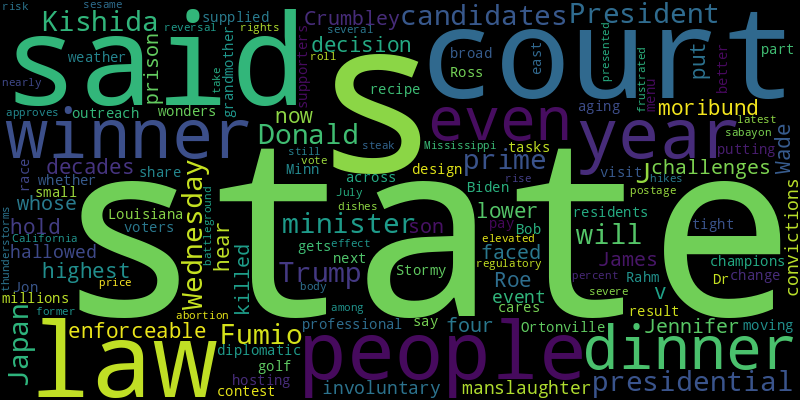 risk
sesame
Kishida
reversal
rights
supplied
Crumbley
candidates
President
said
court
weather
prison
grandmother
supporters
several
decision
broad
east
put
presented
part
nearly
take
roll
Ross
frustrated
menu
better
approves
outreach
wonders
now
recipe
aging
moribund
latest
winner
Donald
s
even
year
sabayon
putting
race
decades
still
vote
steak
Mississippi
tasks
prime
Wade
whether
share
Minn
across
design
rise
visit
J
challenges
hikes
small
whose
Wednesday
battleground
July
Biden
postage
Louisiana
voters
dishes
lower
residents
tight
convictions
hold
hear
minister
son
pay
Bob
will
thunderstorms
California
gets
effect
faced
elevated
James
champions
hallowed
state
highest
killed
Trump
next
Stormy
Roe
regulatory
percent
Rahm
Dr
change
Jon
price
body
event
v
severe
millions
former
abortion
among
cares
result
Japan
law
enforceable
Fumio
professional
say
four
Ortonville
Jennifer
moving
people
dinner
diplomatic
golf
hosting
contest
involuntary
manslaughter
presidential